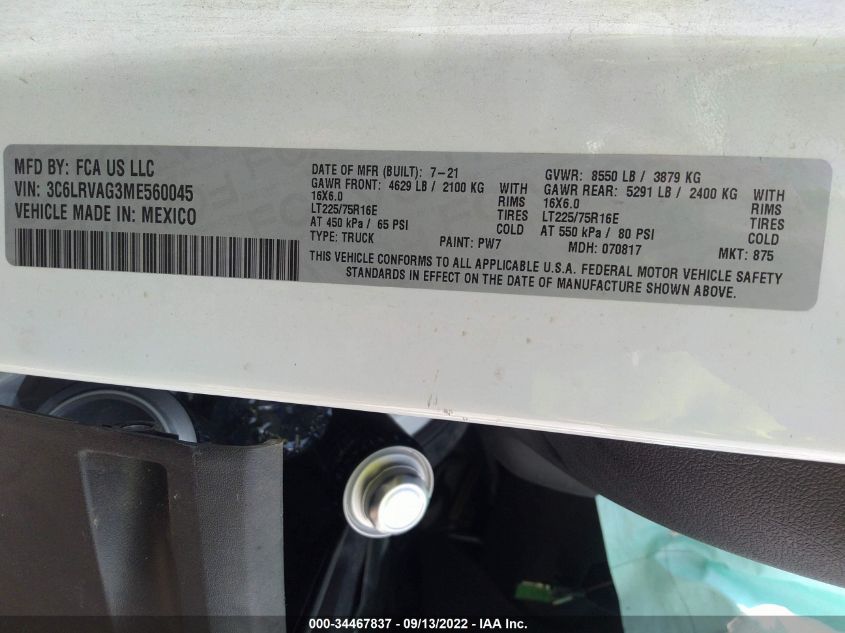 MFD BY: FCA US LLC
VIN: 3C6LRVAG3ME560045
VEHICLE MADE IN: MEXICO
DATE OF MFR (BUILT): 7-21
GAWR FRONT: 4629 LB / 2100 KG WITH
16X6.0 RIMS
LT225/75R16E TIRES
AT 450 kPa / 65 PSI COLD
TYPE: TRUCK PAINT: PW7
GVWR: 8550 LB / 3879 KG
GAWR REAR: 5291 LB / 2400 KG WITH
16X6.0 RIMS
LT225/75R16E TIRES
AT 550 kPa / 80 PSI COLD
MDH: 070817 MKT: 875
THIS VEHICLE CONFORMS TO ALL APPLICABLE U.S.A. FEDERAL MOTOR VEHICLE SAFETY
STANDARDS IN EFFECT ON THE DATE OF MANUFACTURE SHOWN ABOVE.
000-34467837 - 09/13/2022 - IAA Inc.